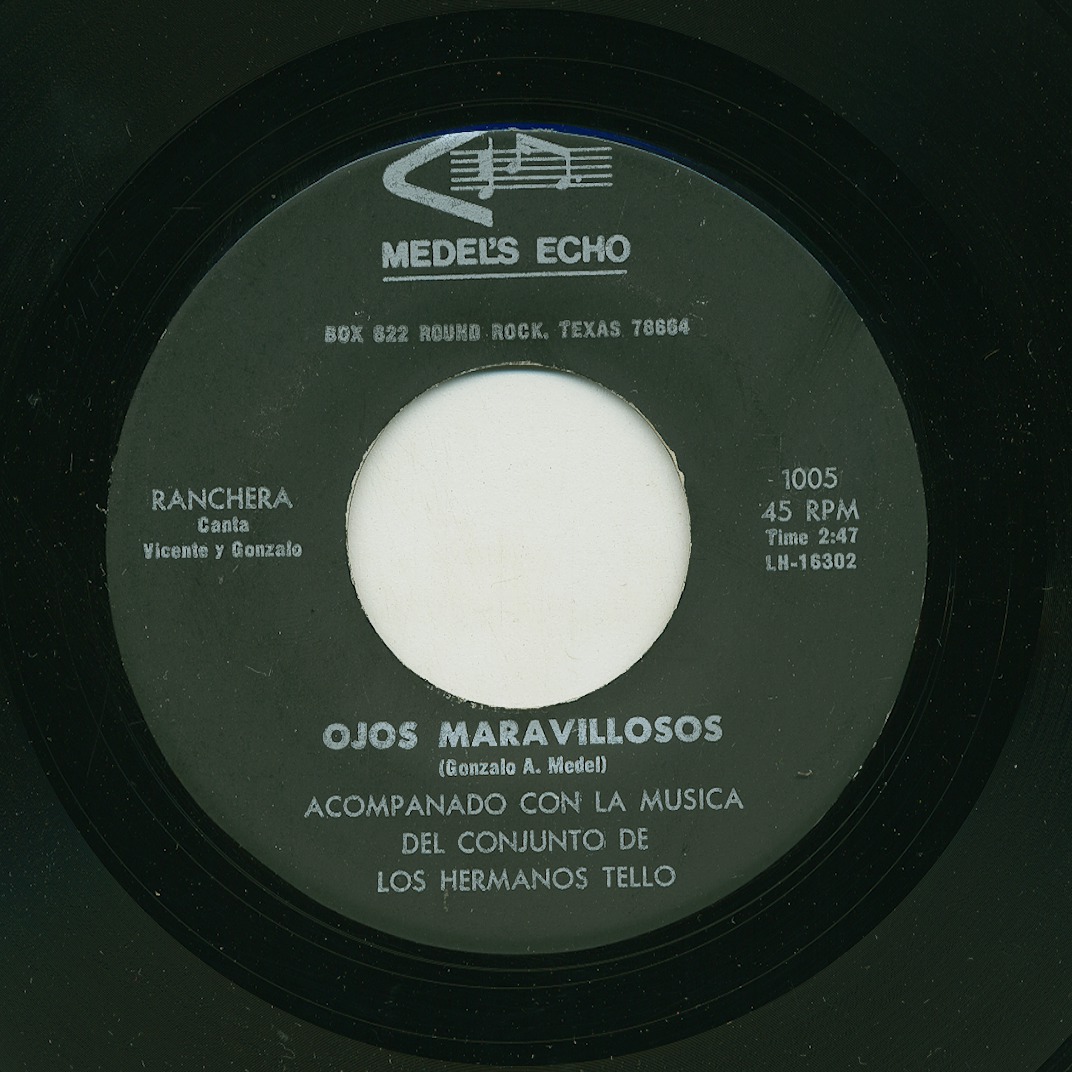 MEDEL'S ECHO
BOX 622 ROUND ROCK, TEXAS 78664
RANCHERA
Canta
Vicente y Gonzalo
1005
45 RPM
Time 2:47
LH-16302
OJOS MARAVILLOSOS
(Gonzalo A. Medel)
ACOMPANADO CON LA MUSICA
DEL CONJUNTO DE
LOS HERMANOS TELLO